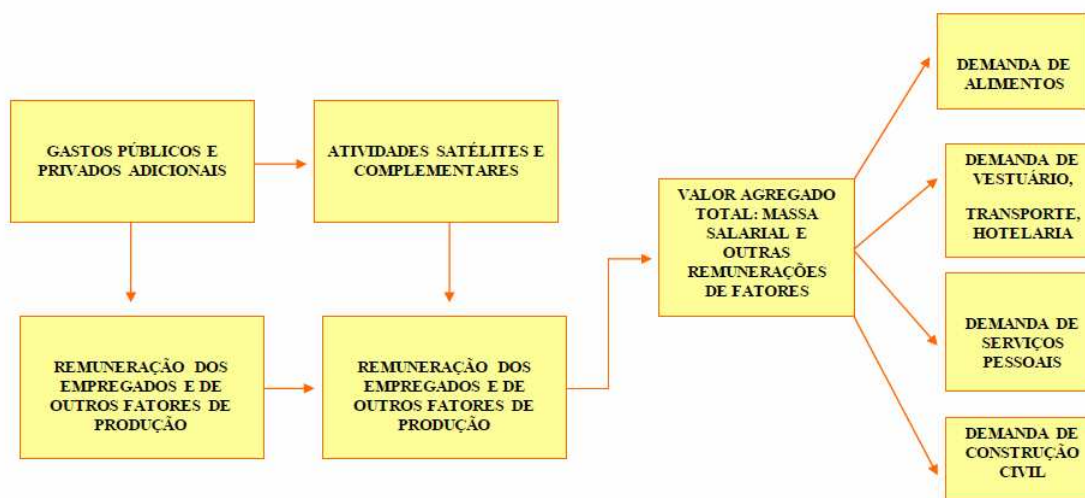 GASTOS PÚBLICOS E
PRIVADOS ADICIONAIS
ATIVIDADES SATÉLITES E
COMPLEMENTARES
REMUNERAÇÃO DOS
EMPREGADOS E DE
OUTROS FATORES DE
PRODUÇÃO
REMUNERAÇÃO DOS
EMPREGADOS E DE
OUTROS FATORES DE
PRODUÇÃO
VALOR AGREGADO
TOTAL: MASSA
SALARIAL E
OUTRAS
REMUNERAÇÕES
DE FATORES
DEMANDA DE
ALIMENTOS
DEMANDA DE
VESTUÁRIO,
TRANSPORTE,
HOTELARIA
DEMANDA DE
SERVIÇOS
PESSOAIS
DEMANDA DE
CONSTRUÇÃO
CIVIL